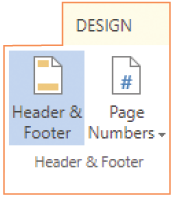 DESIGN
#
Header &
Footer
Page
Numbers
Header & Footer